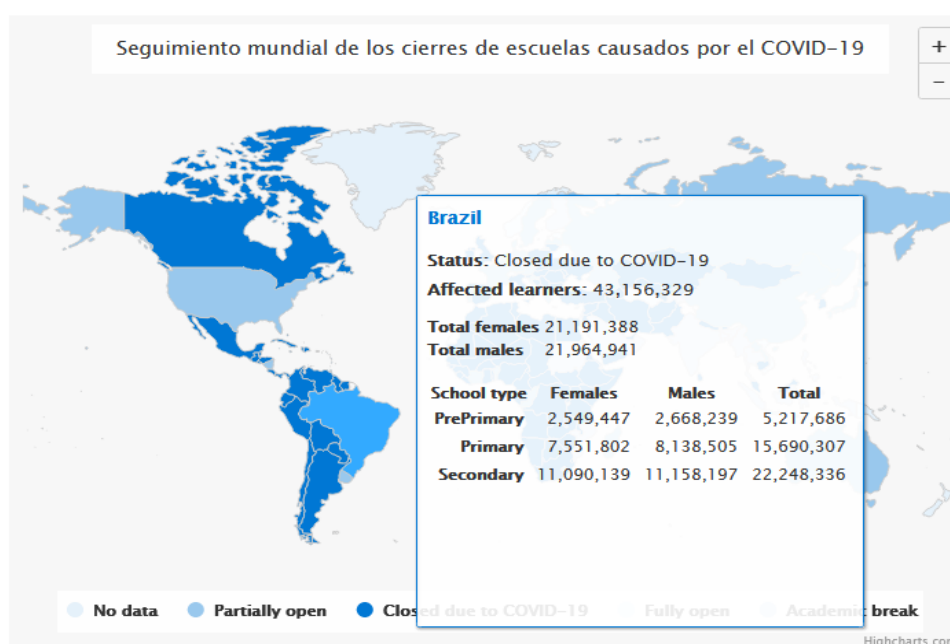 Seguimiento mundial de los cierres de escuelas causados por el COVID-19
+
−
Brazil
Status: Closed due to COVID-19
Affected learners: 43,156,329
Total females 21,191,388
Total males 21,964,941
School type Females Males Total
PrePrimary 2,549,447 2,668,239 5,217,686
Primary 7,551,802 8,138,505 15,690,307
Secondary 11,090,139 11,158,197 22,248,336
No data Partially open Closed due to COVID-19 Fully open Academic break